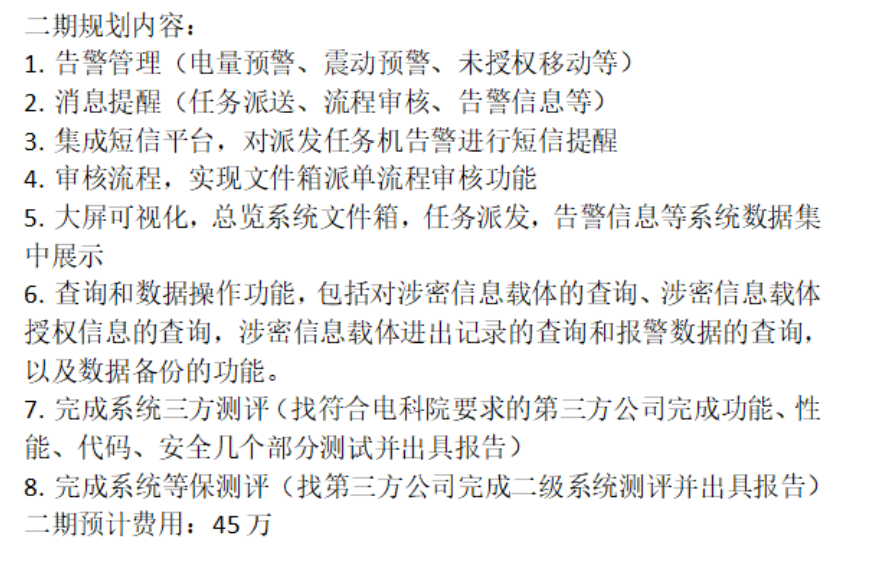 二期规划内容：
1. 告警管理（电量预警、震动预警、未授权移动等）
2. 消息提醒（任务派送、流程审核、告警信息等）
3. 集成短信平台，对派发任务机告警进行短信提醒
4. 审核流程，实现文件箱派单流程审核功能
5. 大屏可视化，总览系统文件箱，任务派发，告警信息等系统数据集
中展示
6. 查询和数据操作功能，包括对涉密信息载体的查询、涉密信息载体
授权信息的查询，涉密信息载体进出记录的查询和报警数据的查询，
以及数据备份的功能。
7. 完成系统三方测评（找符合电科院要求的第三方公司完成功能、性
能、代码、安全几个部分测试并出具报告）
8. 完成系统等保测评（找第三方公司完成二级系统测评并出具报告）
二期预计费用：45 万